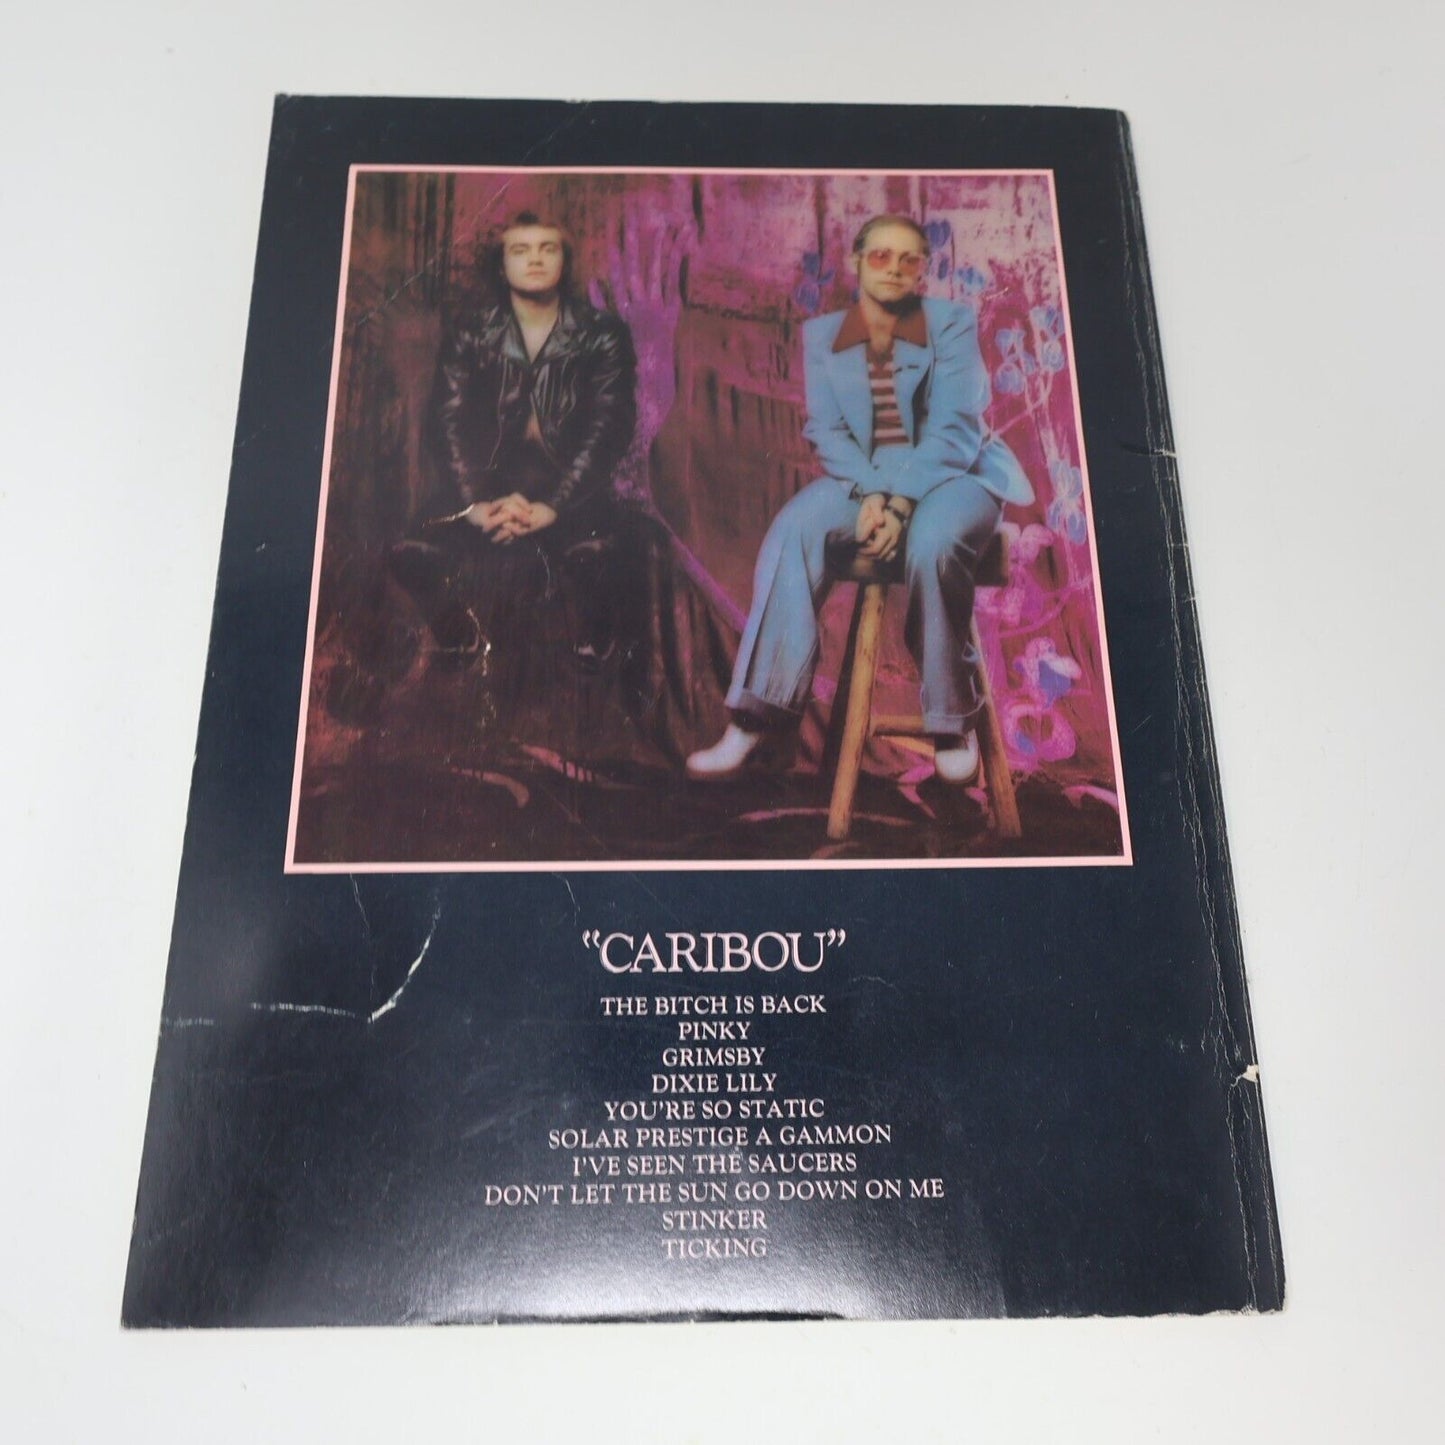 “CARIBOU”
THE BITCH IS BACK
PINKY
GRIMSBY
DIXIE LILY
YOU'RE SO STATIC
SOLAR PRESTIGE A GAMMON
I'VE SEEN THE SAUCERS
DON'T LET THE SUN GO DOWN ON ME
STINKER
TICKING